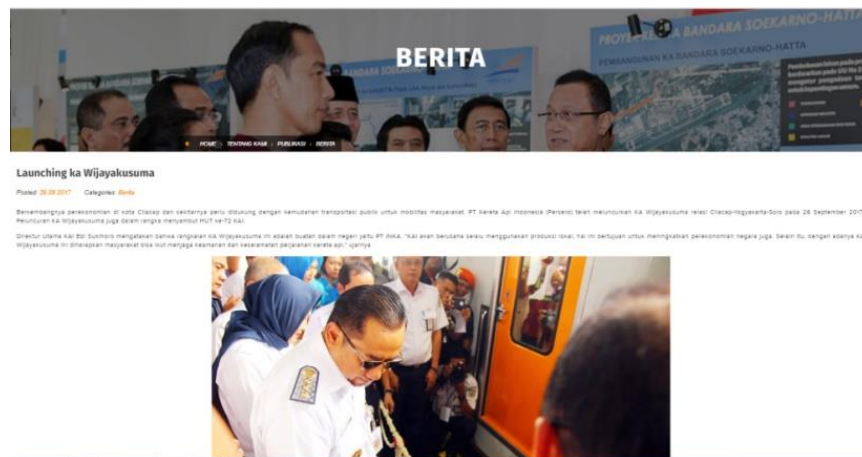 PROYEK KA BANDARA SOEKARNO-HATTA
PEMBANGUNAN KA BANDARA SOEKARNO-HATTA
BERITA
HOME TENTANG KAMI PUBLIKASI BERITA
Launching ka Wijayakusuma
Posted: 26 09 2017 Categories: Berita
Berkembangnya perekonomian di kota Cilacap dan sekitarnya perlu didukung dengan kemudahan transportasi publik untuk mobilitas masyarakat. PT Kereta Api Indonesia (Persero) telah meluncurkan KA Wijayakusuma relasi Cilacap-Yogyakarta-Solo pada 26 September 2017.
Peluncuran KA Wijayakusuma juga dalam rangka menyambut HUT ke-72 KAI.
Direktur Utama KAI Edi Sukmoro mengatakan bahwa rangkaian KA Wijayakusuma ini adalah buatan dalam negeri yaitu PT INKA. "KAI akan berusaha selalu menggunakan produksi lokal, hal ini bertujuan untuk meningkatkan perekonomian negara juga. Selain itu, dengan adanya KA
Wijayakusuma ini diharapkan masyarakat bisa ikut menjaga keamanan dan keselamatan perjalanan kereta api," ujarnya